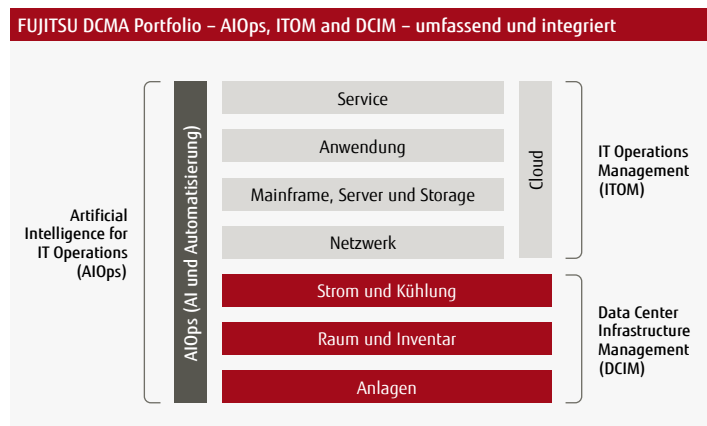 FUJITSU DCMA Portfolio – AIOps, ITOM and DCIM – umfassend und integriert
Artificial
Intelligence for
IT Operations
(AIOps)
AIOps (AI und Automatisierung)
Service
Anwendung
Mainframe, Server und Storage
Netzwerk
Cloud
IT Operations
Management
(ITOM)
Strom und Kühlung
Raum und Inventar
Anlagen
Data Center
Infrastructure
Management
(DCIM)